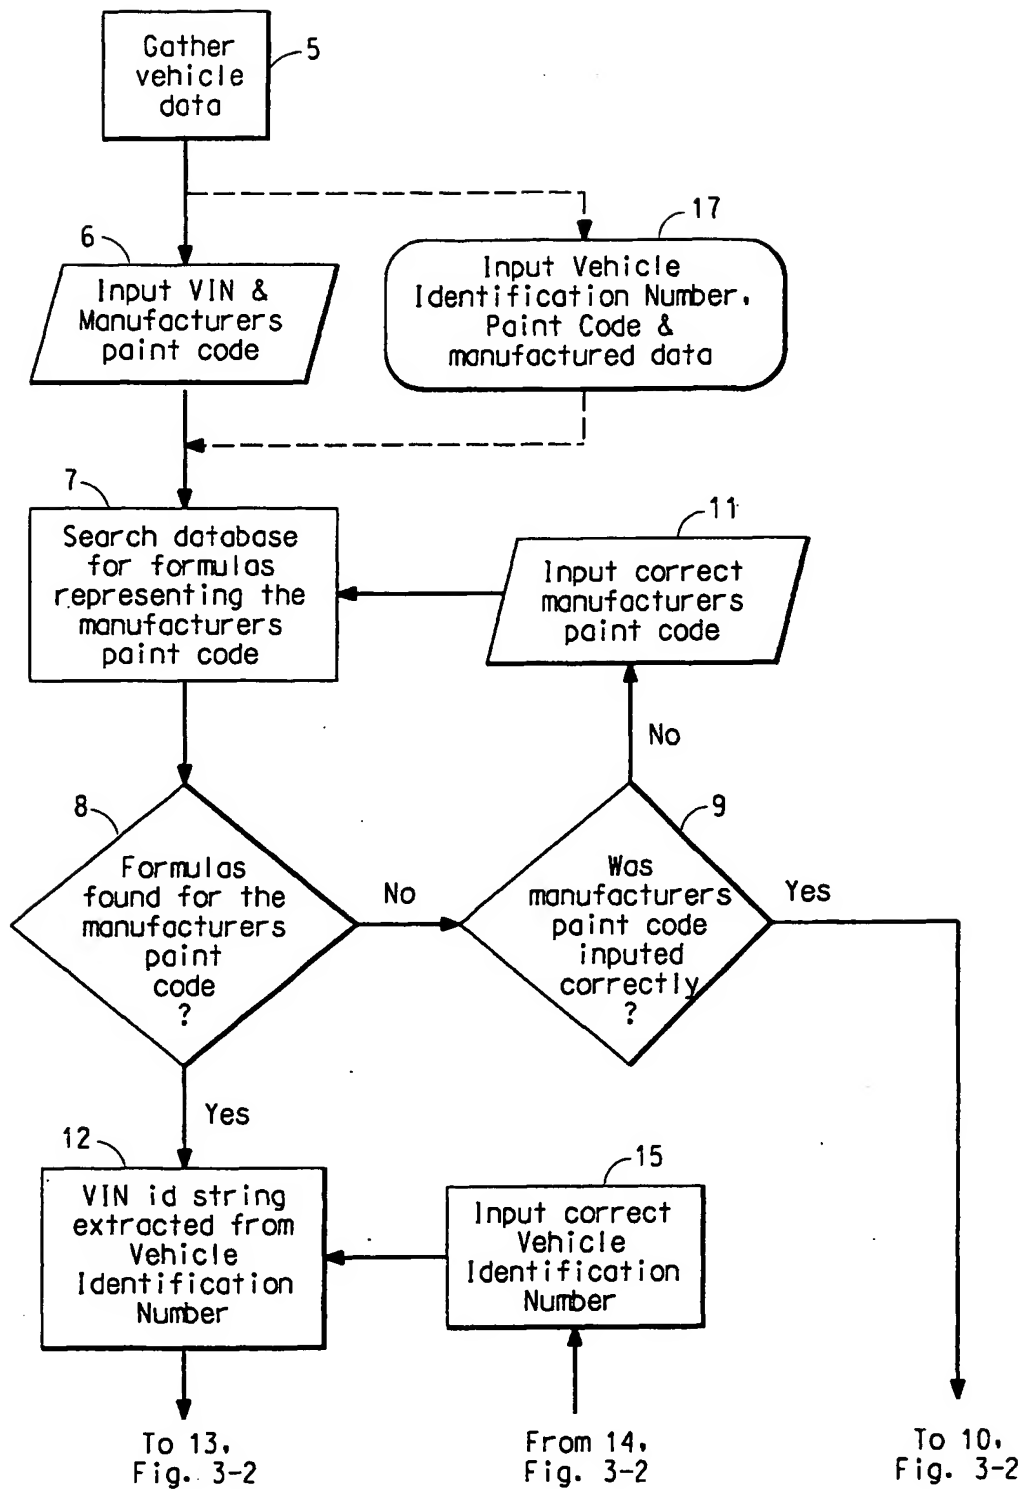 Gather
vehicle
data
5
17
6
Input VIN &
Manufacturers
paint code
Input Vehicle
Identification Number,
Paint Code &
manufactured data
7
Search database
for formulas
representing the
manufacturers
paint code
11
Input correct
manufacturers
paint code
No
8
Formulas
found for the
manufacturers
paint
code
?
No
9
Was
manufacturers
paint code
inputed
correctly
?
Yes
Yes
12
VIN id string
extracted from
Vehicle
Identification
Number
15
Input correct
Vehicle
Identification
Number
To 13,
Fig. 3-2
From 14,
Fig. 3-2
To 10,
Fig. 3-2